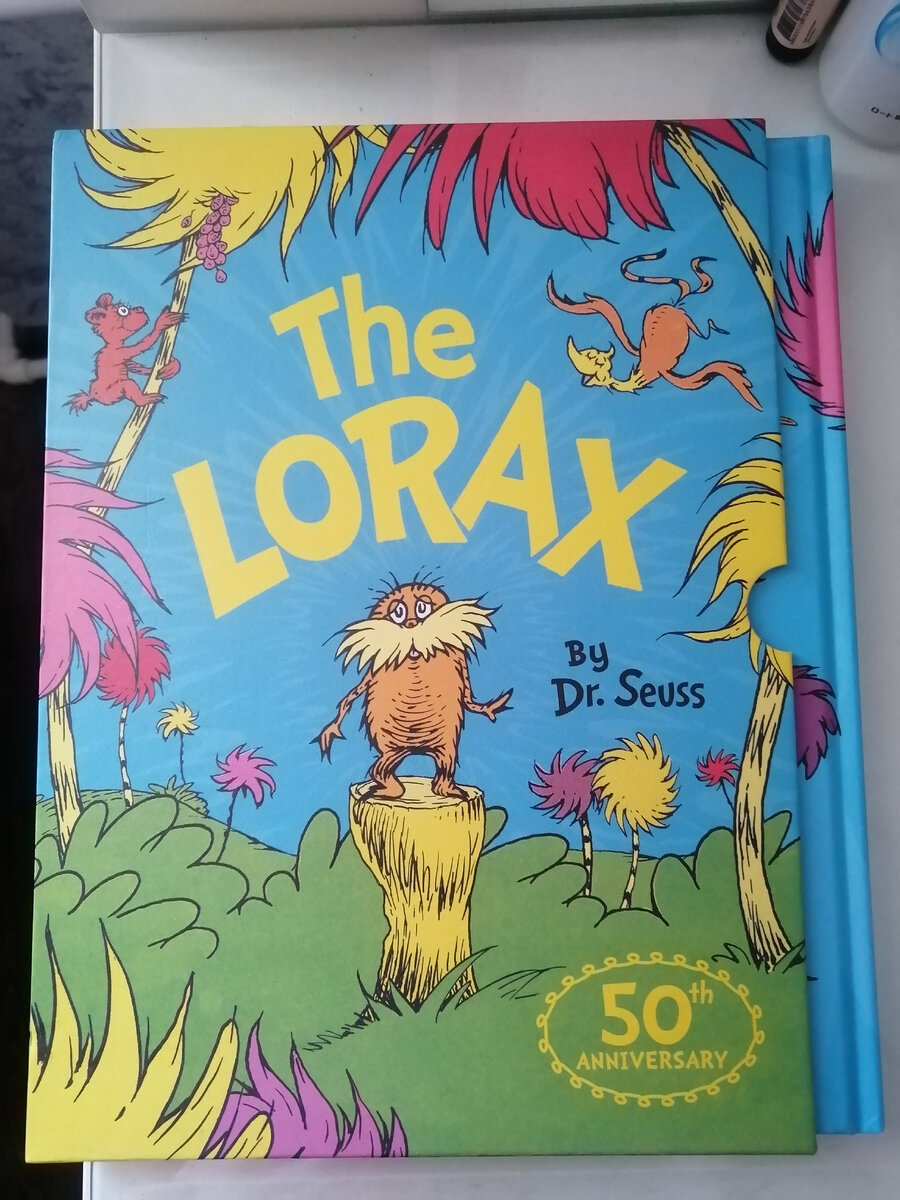 The
LORAX
By
Dr. Seuss
50th
ANNIVERSARY